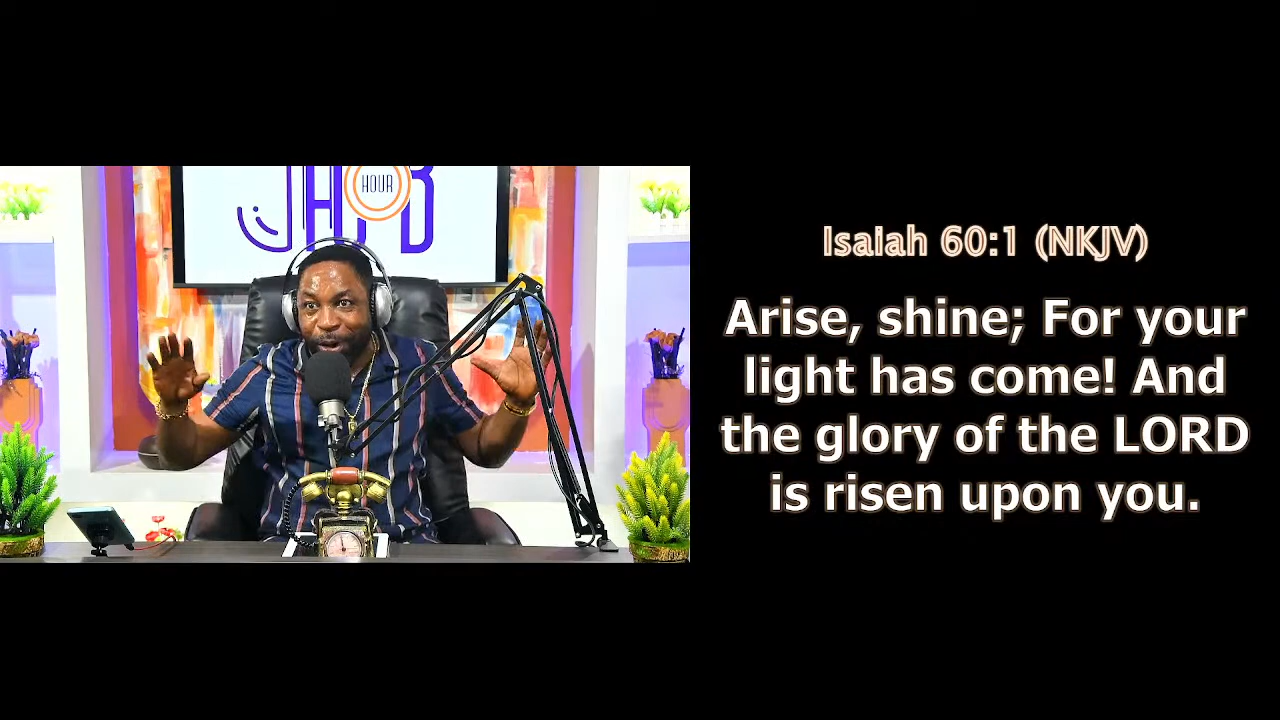 HOUR
Isaiah 60:1 (NKJV)
Arise, shine; For your
light has come! And
the glory of the LORD
is risen upon you.